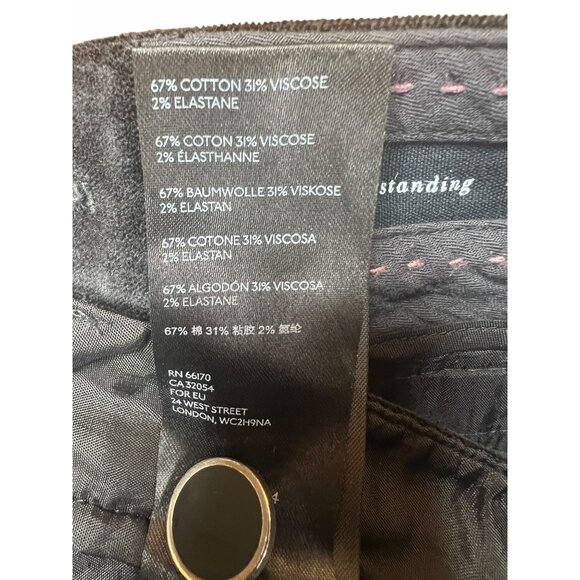 67% COTTON 31% VISCOSE
2% ELASTANE
67% COTON 31% VISCOSE
2% ÉLASTHANNE
67% BAUMWOLLE 31% VISKOSE
2% ELASTAN
67% COTONE 31% VISCOSA
2% ELASTAN
67% ALGODÓN 31% VISCOSA
2% ELASTANE
67% 棉 31% 粘胶 2% 氨纶
RN 66170
CA 32054
FOR EU
24 WEST STREET
LONDON, WC2H9NA
4
standing